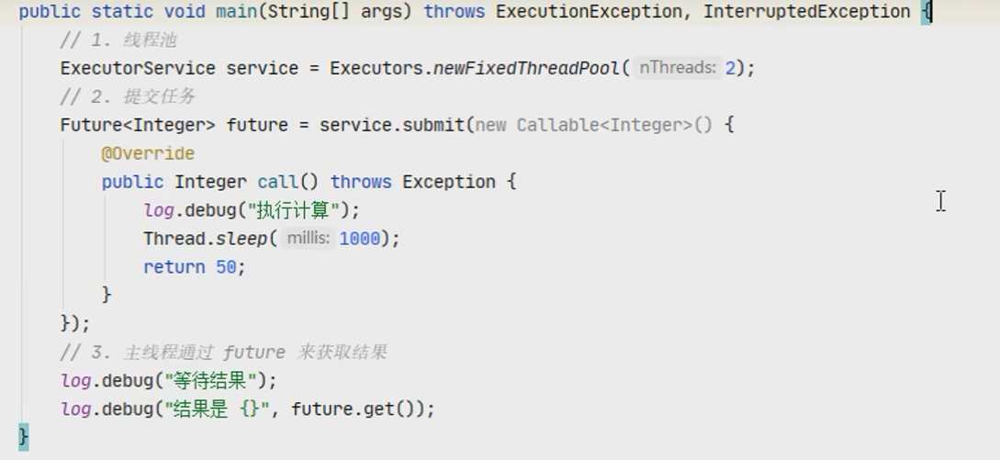 public static void main(String[] args) throws ExecutionException, InterruptedException {
// 1. 线程池
ExecutorService service = Executors.newFixedThreadPool( nThreads: 2);
// 2. 提交任务
Future<Integer> future = service.submit(new Callable<Integer>() {
@Override
public Integer call() throws Exception {
log.debug("执行计算");
Thread.sleep( millis: 1000);
return 50;
}
});
// 3. 主线程通过 future 来获取结果
log.debug("等待结果");
log.debug("结果是 {}", future.get());
}